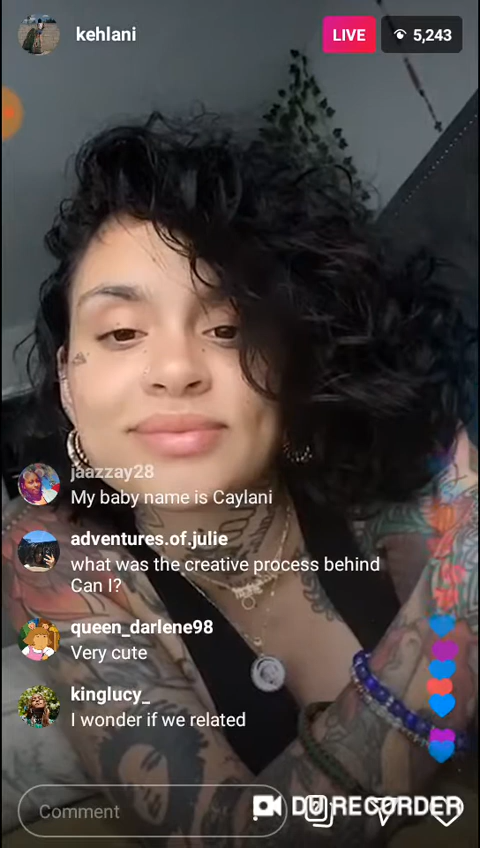 kehlani
LIVE
5,243
jaazzay28
My baby name is Caylani
adventures.of.julie
what was the creative process behind
Can I?
queen_darlene98
Very cute
kinglucy_
I wonder if we related
Comment
DU RECORDER